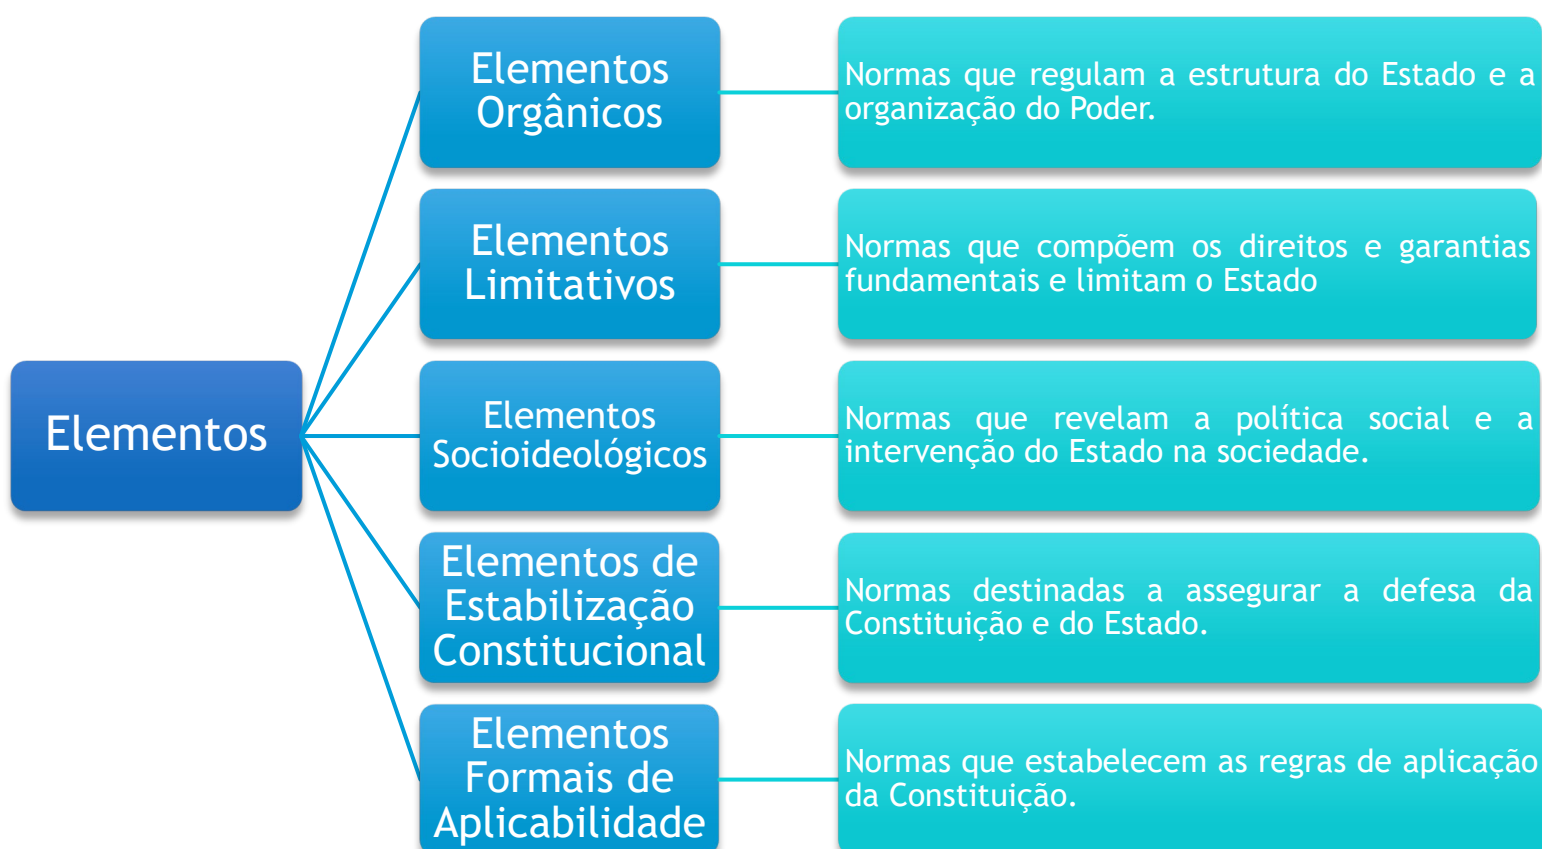 Elementos
Elementos
Orgânicos
Normas que regulam a estrutura do Estado e a
organização do Poder.
Elementos
Limitativos
Normas que compõem os direitos e garantias
fundamentais e limitam o Estado
Elementos
Socioideológicos
Normas que revelam a política social e a
intervenção do Estado na sociedade.
Elementos de
Estabilização
Constitucional
Normas destinadas a assegurar a defesa da
Constituição e do Estado.
Elementos
Formais de
Aplicabilidade
Normas que estabelecem as regras de aplicação
da Constituição.